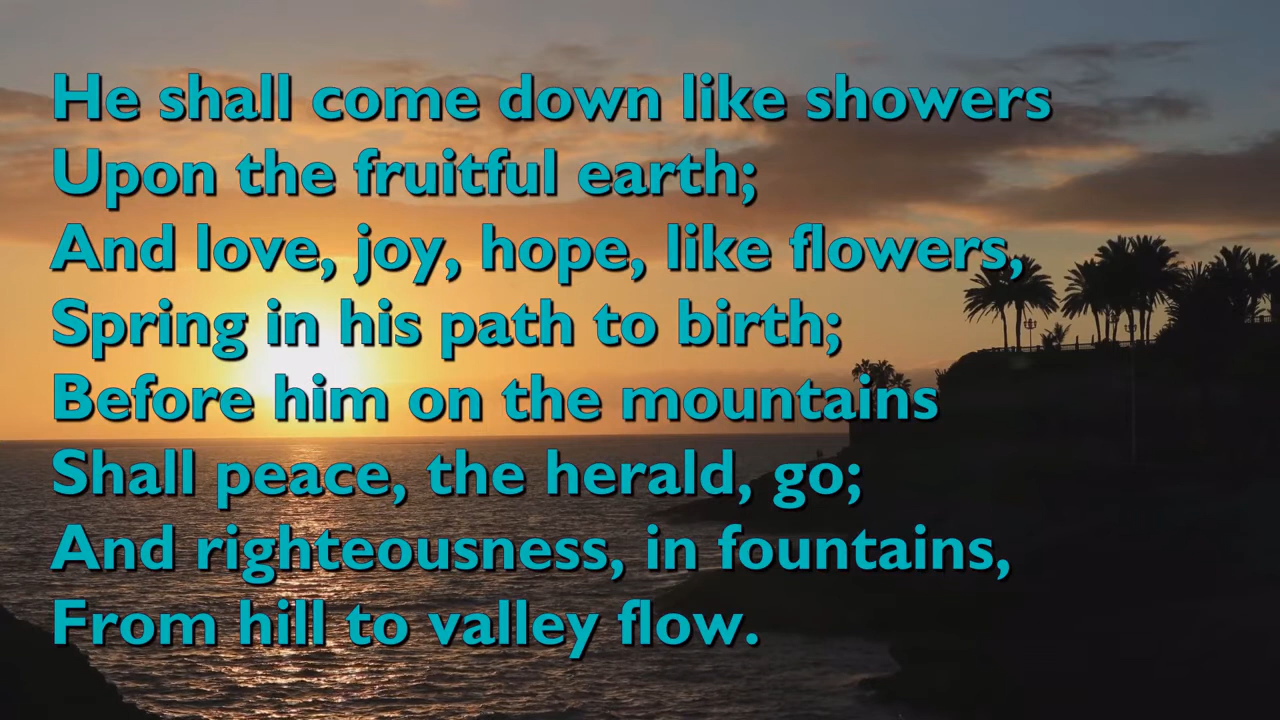 He shall come down like showers
Upon the fruitful earth;
And love, joy, hope, like flowers,
Spring in his path to birth;
Before him on the mountains
Shall peace, the herald, go;
And righteousness, in fountains,
From hill to valley flow.